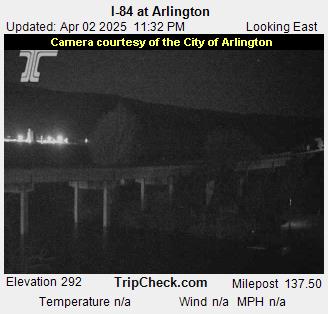 I-84 at Arlington
Updated: Apr 02 2025 11:32 PM Looking East
Camera courtesy of the City of Arlington
Elevation 292 TripCheck.com Milepost 137.50
Temperature n/a Wind n/a MPH n/a